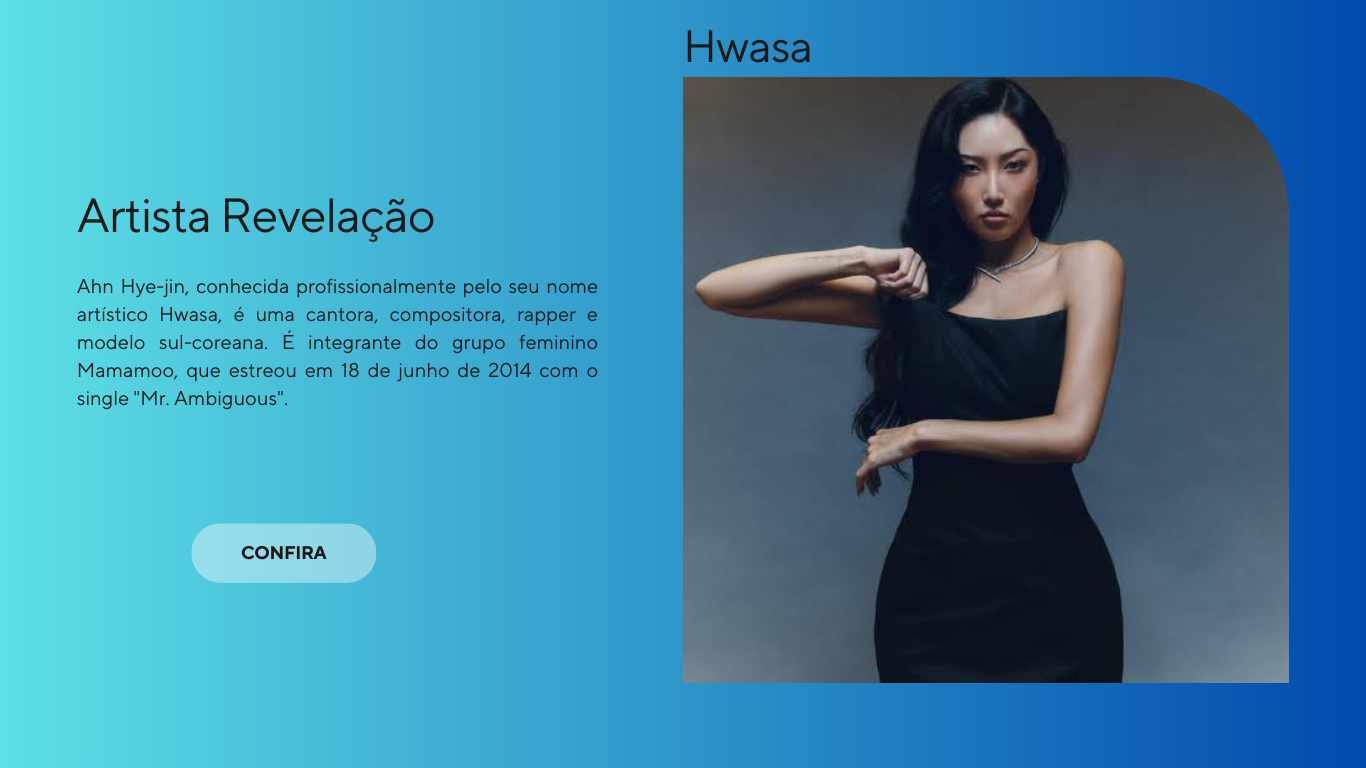 Hwasa
Artista Revelação
Ahn Hye-jin, conhecida profissionalmente pelo seu nome
artístico Hwasa, é uma cantora, compositora, rapper e
modelo sul-coreana. É integrante do grupo feminino
Mamamoo, que estreou em 18 de junho de 2014 com o
single "Mr. Ambiguous".
CONFIRA